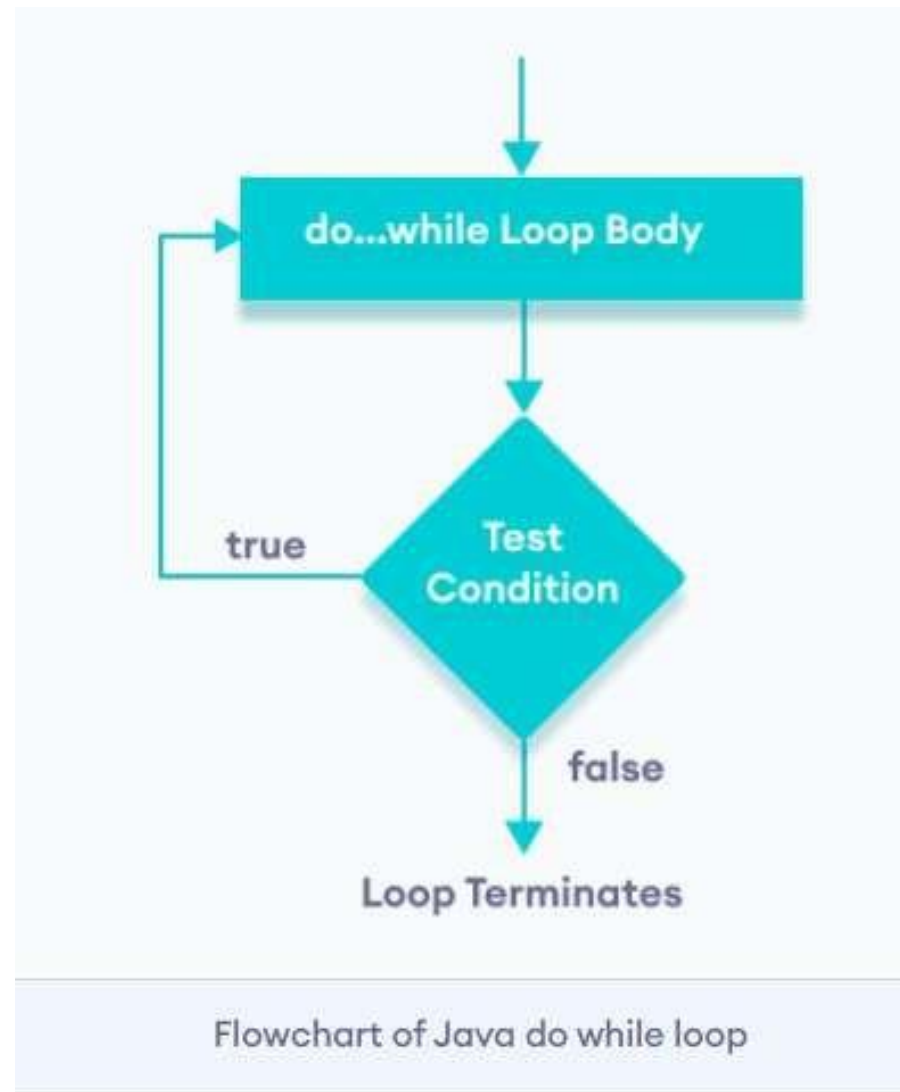 do...while Loop Body
true
Test
Condition
false
Loop Terminates
Flowchart of Java do while loop